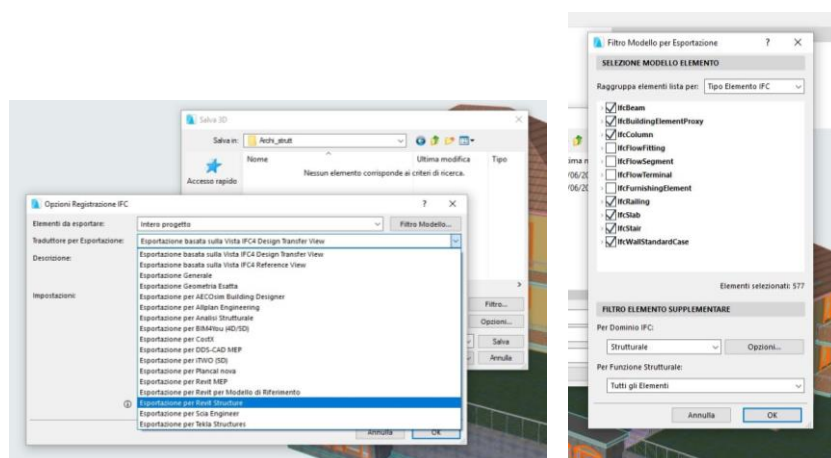 Salva 3D
Salva in:
Archi_strutt
Nome
Ultima modifica
Tipo
Accesso rapido
Nessun elemento corrisponde ai criteri di ricerca.
Opzioni Registrazione IFC
Elementi da esportare:
Intero progetto
Filtro Modello...
Traduttore per Esportazione:
Esportazione basata sulla Vista IFC4 Design Transfer View
Descrizione:
Esportazione basata sulla Vista IFC4 Design Transfer View
Esportazione basata sulla Vista IFC4 Reference View
Esportazione Generale
Esportazione Geometria Esatta
Impostazioni:
Esportazione per AECOsim Building Designer
Esportazione per Allplan Engineering
Esportazione per Analisi Strutturale
Esportazione per BIM4You (4D/5D)
Esportazione per CostX
Esportazione per DDS-CAD MEP
Esportazione per iTWO (5D)
Esportazione per Plancal nova
Esportazione per Revit MEP
Esportazione per Revit per Modello di Riferimento
Esportazione per Revit Structure
Esportazione per Scia Engineer
Esportazione per Tekla Structures
Filtro...
Opzioni...
Salva
Annulla
Annulla
OK
Filtro Modello per Esportazione
SELEZIONE MODELLO ELEMENTO
Raggruppa elementi lista per:
Tipo Elemento IFC
IfcBeam
IfcBuildingElementProxy
IfcColumn
IfcFlowFitting
IfcFlowSegment
IfcFlowTerminal
IfcFurnishingElement
IfcRailing
IfcSlab
IfcStair
IfcWallStandardCase
Elementi selezionati: 577
FILTRO ELEMENTO SUPPLEMENTARE
Per Dominio IFC:
Strutturale
Opzioni...
Per Funzione Strutturale:
Tutti gli Elementi
Annulla
OK